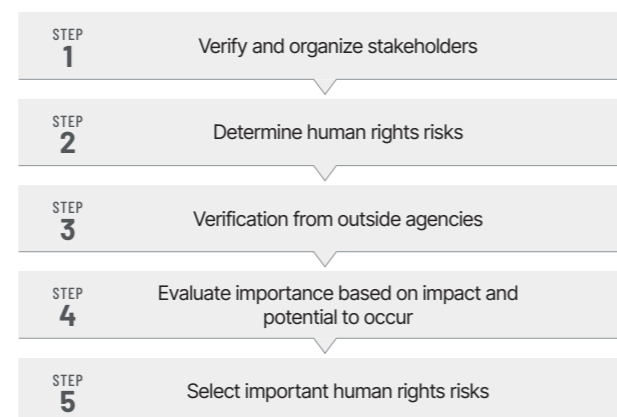 STEP
1
Verify and organize stakeholders
STEP
2
Determine human rights risks
STEP
3
Verification from outside agencies
STEP
4
Evaluate importance based on impact and
potential to occur
STEP
5
Select important human rights risks